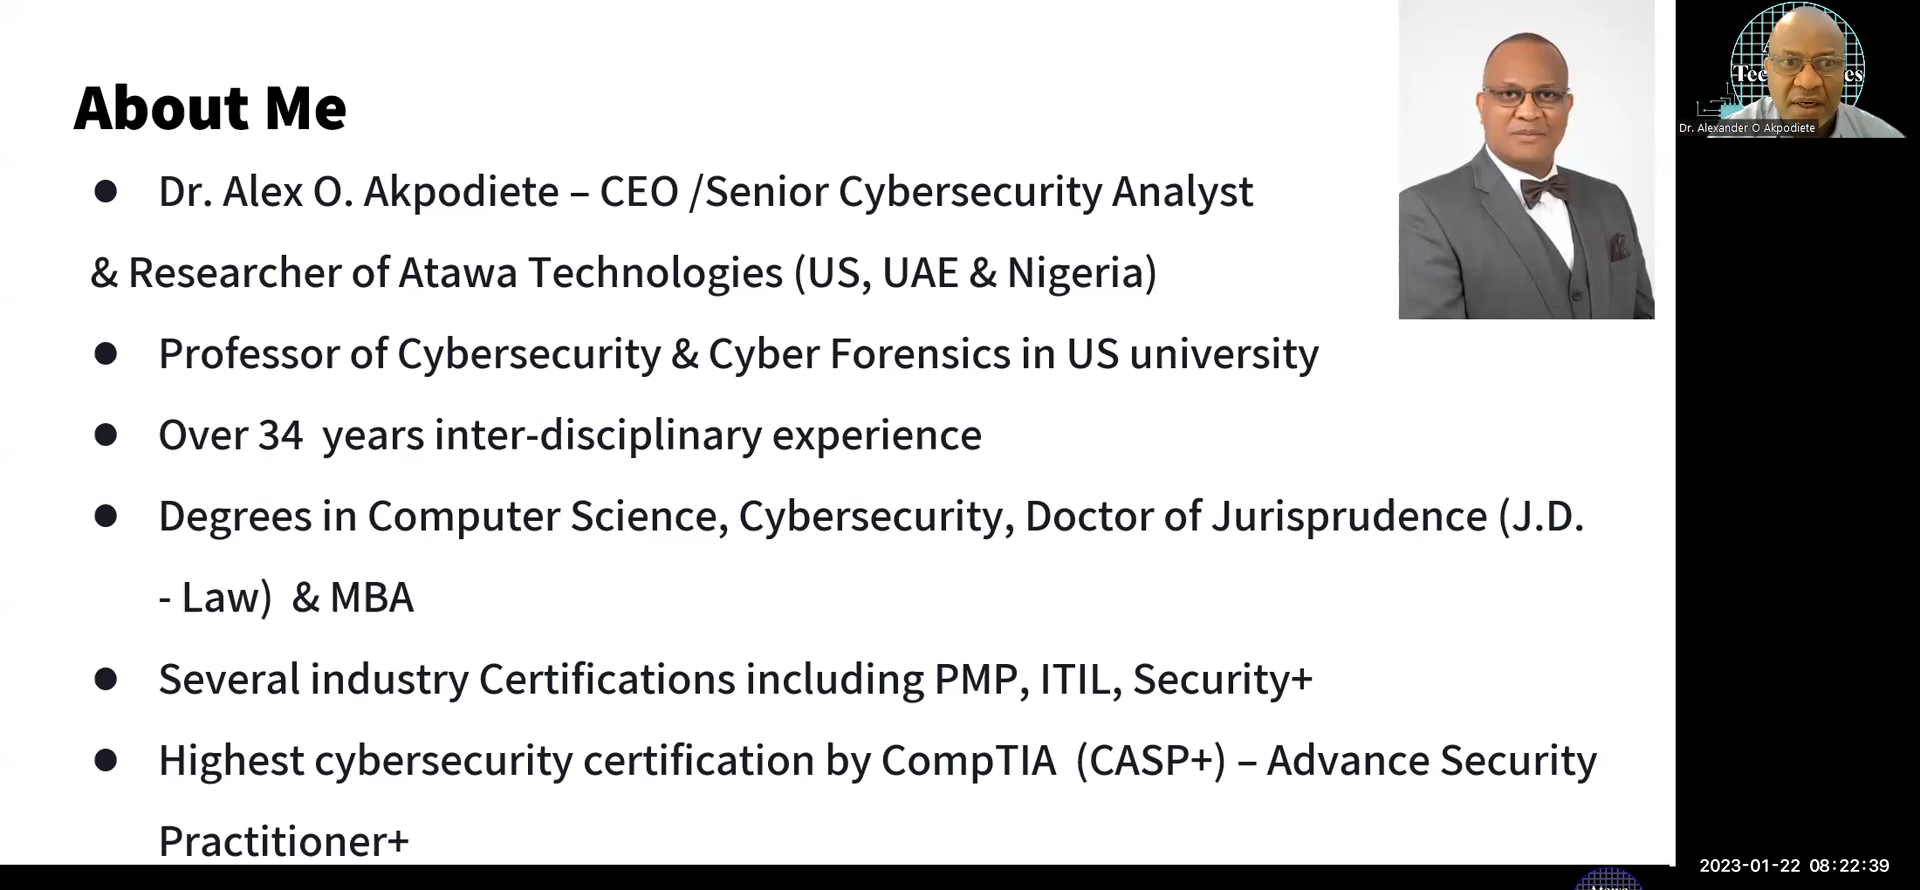 About Me
● Dr. Alex O. Akpodiete – CEO /Senior Cybersecurity Analyst
& Researcher of Atawa Technologies (US, UAE & Nigeria)
● Professor of Cybersecurity & Cyber Forensics in US university
● Over 34  years inter-disciplinary experience
● Degrees in Computer Science, Cybersecurity, Doctor of Jurisprudence (J.D.
- Law)  & MBA
● Several industry Certifications including PMP, ITIL, Security+
● Highest cybersecurity certification by CompTIA  (CASP+) – Advance Security
Practitioner+
Dr. Alexander O Akpodiete
2023-01-22 08:22:39